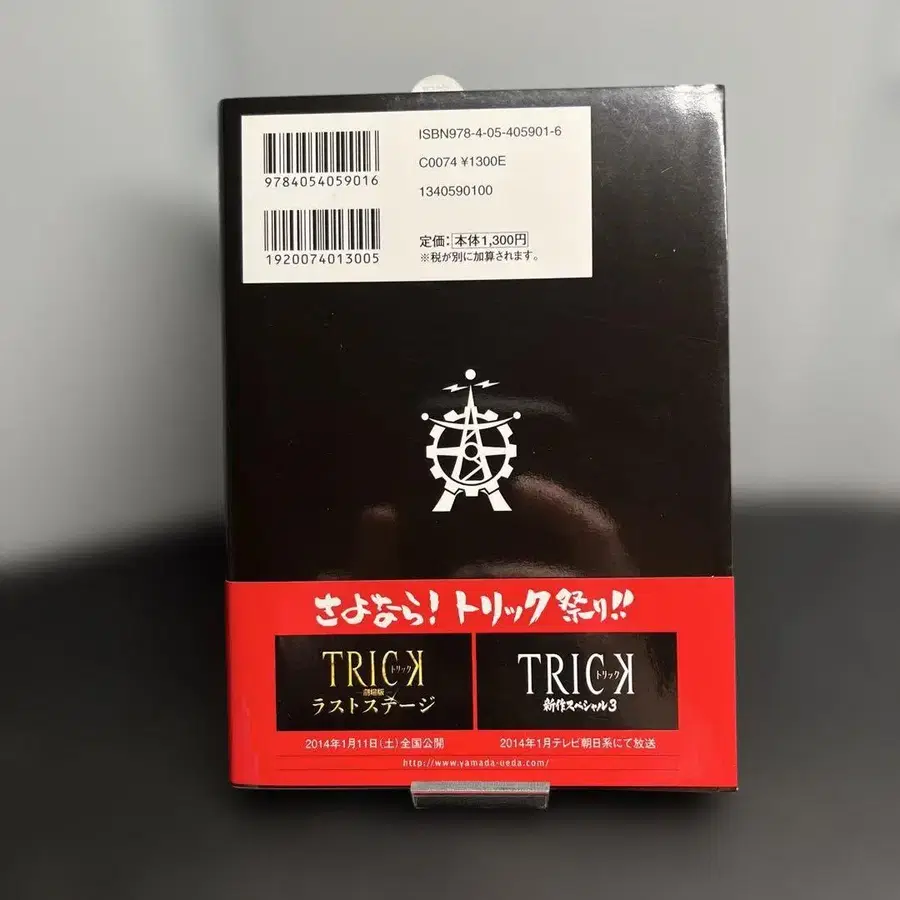 ISBN978-4-05-405901-6
C0074 ¥1300E
1340590100
9784054059016
1920074013005
定価：本体1,300円
※税が別に加算されます。
さよなら！トリック祭り!!
TRICK
トリック
劇場版
ラストステージ
2014年1月11日（土）全国公開
TRICK
トリック
新作スペシャル3
2014年1月テレビ朝日系にて放送
http://www.yamada-ueda.com/